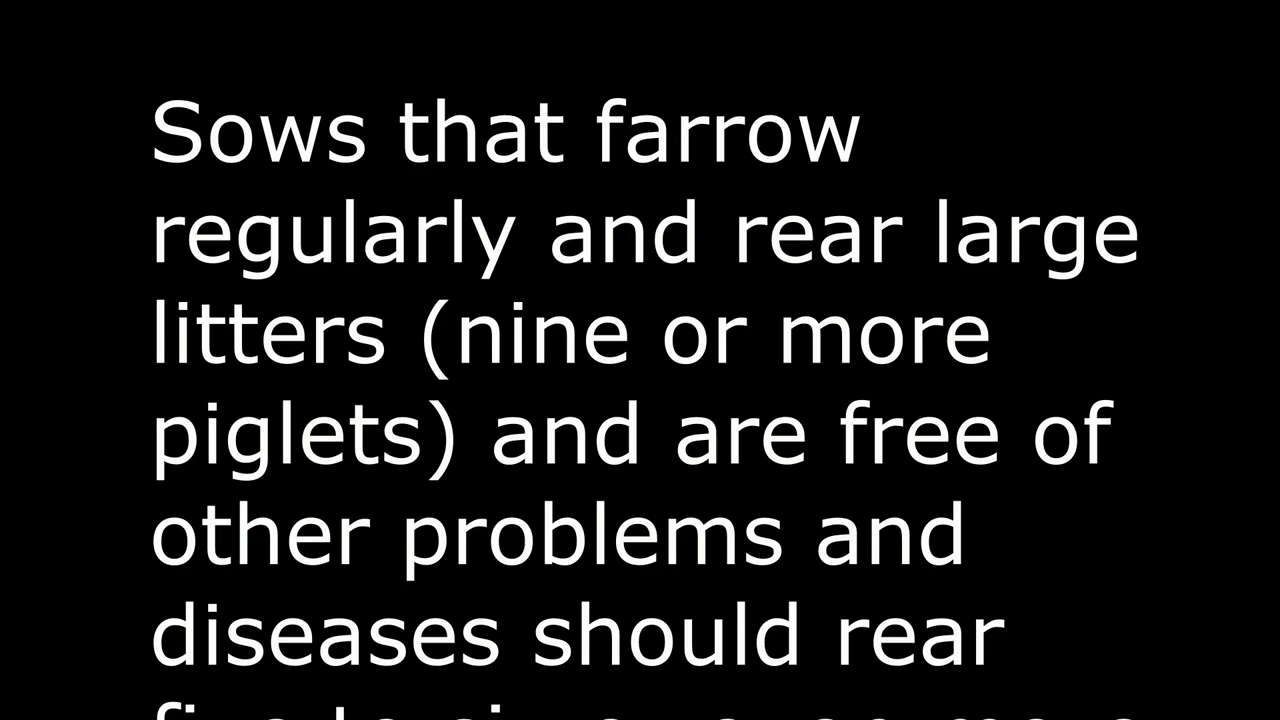 Sows that farrow
regularly and rear large
litters (nine or more
piglets) and are free of
other problems and
diseases should rear